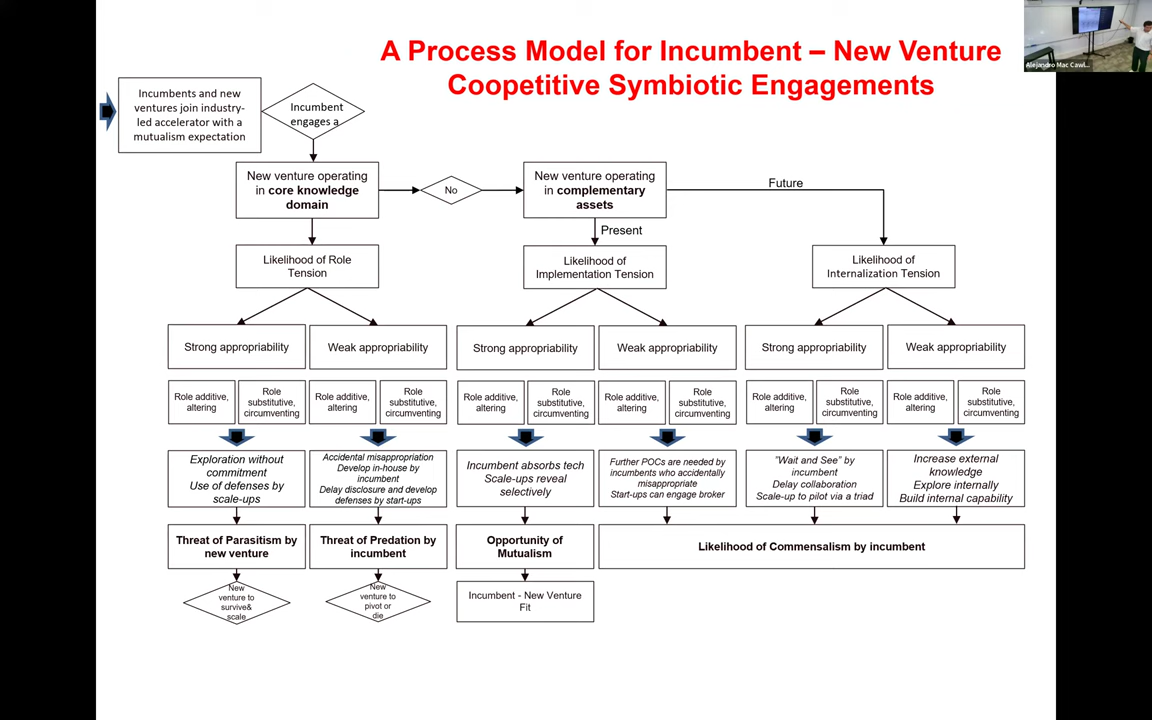 A Process Model for Incumbent – New Venture
Coopetitive Symbiotic Engagements
Alejandro Mac Cawl...
Incumbents and new
ventures join industry-
led accelerator with a
mutualism expectation
Incumbent
engages a
New venture operating
in core knowledge
domain
No
New venture operating
in complementary
assets
Future
Present
Likelihood of Role
Tension
Likelihood of
Implementation Tension
Likelihood of
Internalization Tension
Strong appropriability
Weak appropriability
Strong appropriability
Weak appropriability
Strong appropriability
Weak appropriability
Role additive,
altering
Role
substitutive,
circumventing
Role additive,
altering
Role
substitutive,
circumventing
Role additive,
altering
Role
substitutive,
circumventing
Role additive,
altering
Role
substitutive,
circumventing
Role additive,
altering
Role
substitutive,
circumventing
Role additive,
altering
Role
substitutive,
circumventing
Exploration without
commitment
Use of defenses by
scale-ups
Accidental misappropriation
Develop in-house by
incumbent
Delay disclosure and develop
defenses by start-ups
Incumbent absorbs tech
Scale-ups reveal
selectively
Further POCs are needed by
incumbents who accidentally
misappropriate
Start-ups can engage broker
"Wait and See" by
incumbent
Delay collaboration
Scale-up to pilot via a triad
Increase external
knowledge
Explore internally
Build internal capability
Threat of Parasitism by
new venture
Threat of Predation by
incumbent
Opportunity of
Mutualism
Likelihood of Commensalism by incumbent
New
venture to
survive&
scale
New
venture to
pivot or
die
Incumbent - New Venture
Fit